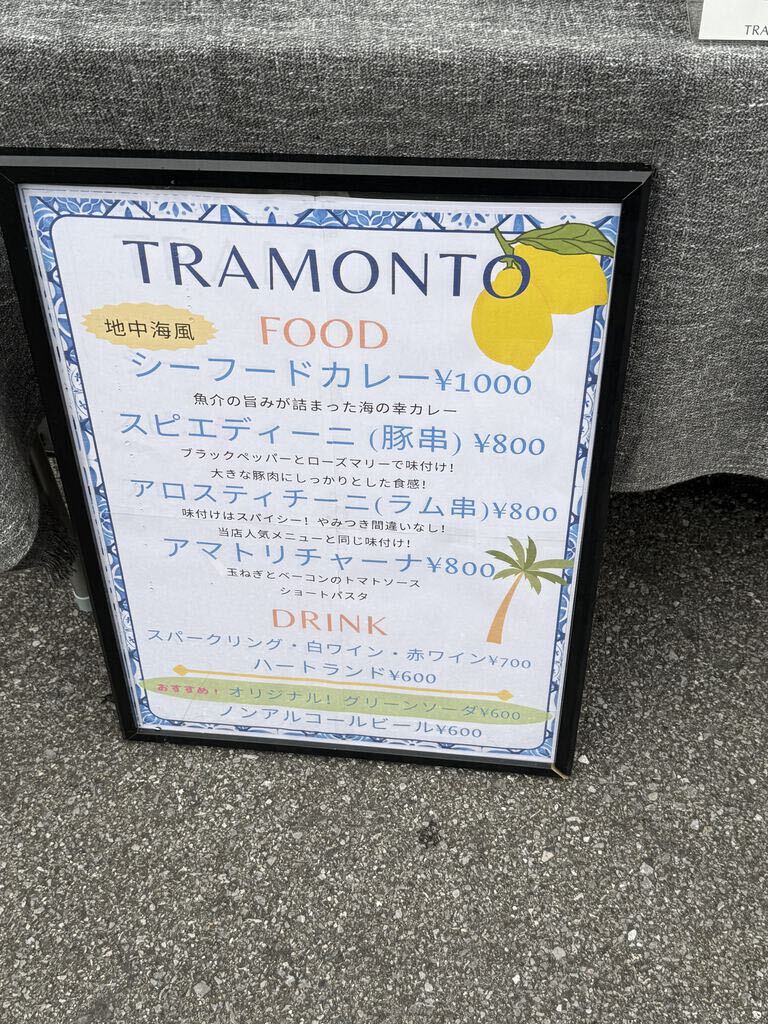 TRA
TRAMONTO
地中海風
FOOD
シーフードカレー¥1000
魚介の旨みが詰まった海の幸カレー
スピエディーニ (豚串) ¥800
ブラックペッパーとローズマリーで味付け!
大きな豚肉にしっかりとした食感!
アロスティチーニ(ラム串)¥800
味付けはスパイシー! やみつき間違いなし!
当店人気メニューと同じ味付け!
アマトリチャーナ¥800
玉ねぎとベーコンのトマトソース
ショートパスタ
DRINK
スパークリング・白ワイン・赤ワイン¥700
ハートランド¥600
おすすめ! オリジナル! グリーンソーダ¥600
ノンアルコールビール¥600